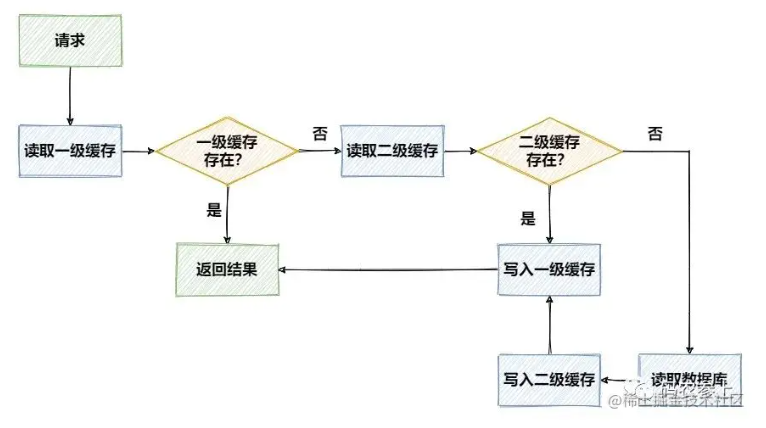 请求
读取一级缓存
一级缓存
存在?
否
读取二级缓存
二级缓存
存在?
否
是
是
返回结果
写入一级缓存
写入二级缓存
读取数据库
@稀土掘金技术社区